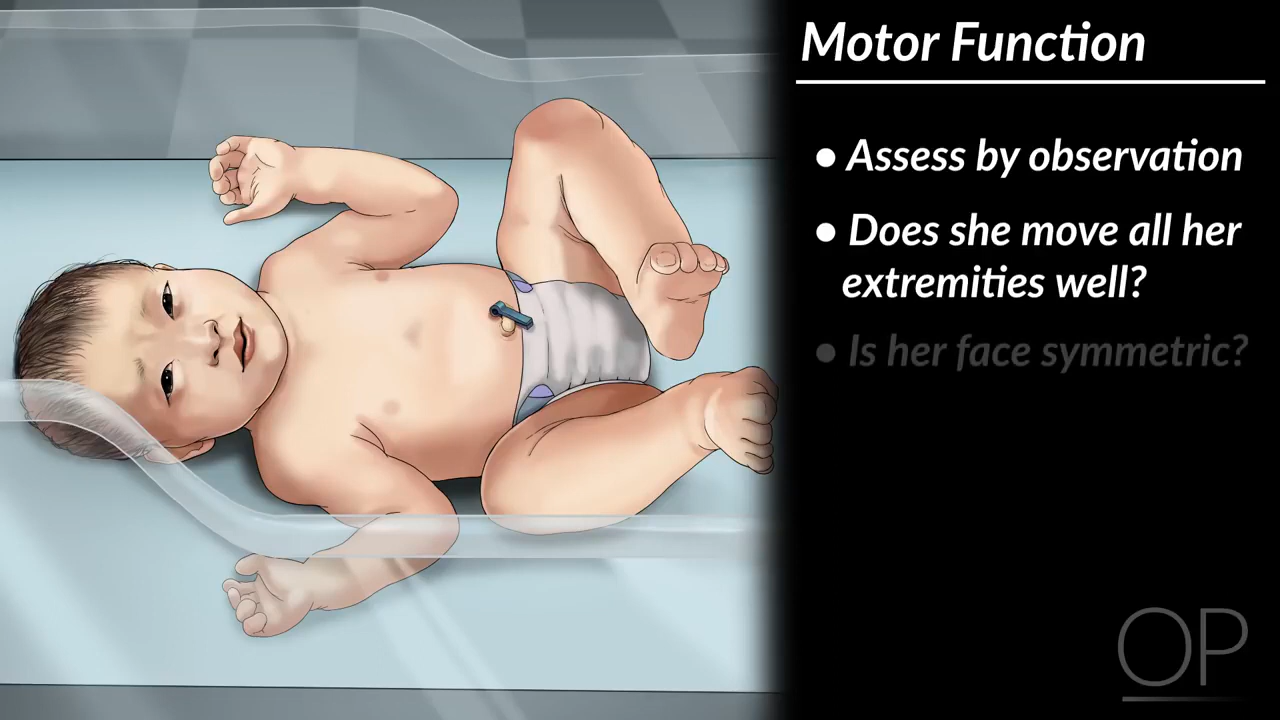 Motor Function
• Assess by observation
• Does she move all her
extremities well?
• Is her face symmetric?
OP